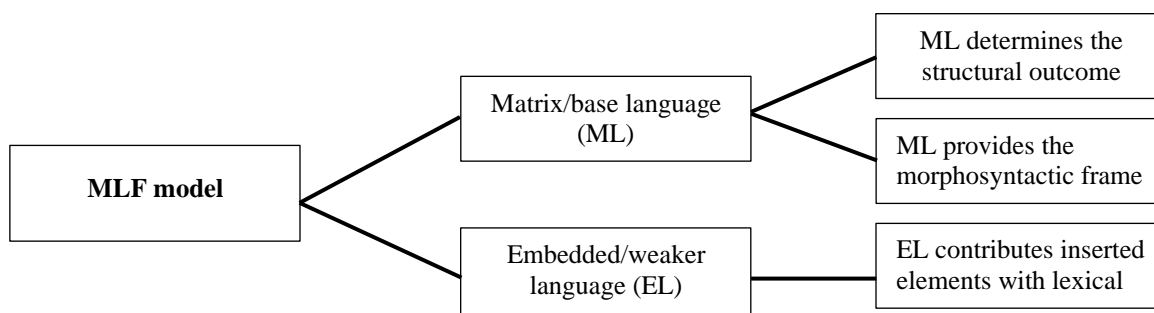 MLF model
Matrix/base language
(ML)
ML determines the
structural outcome
ML provides the
morphosyntactic frame
Embedded/weaker
language (EL)
EL contributes inserted
elements with lexical